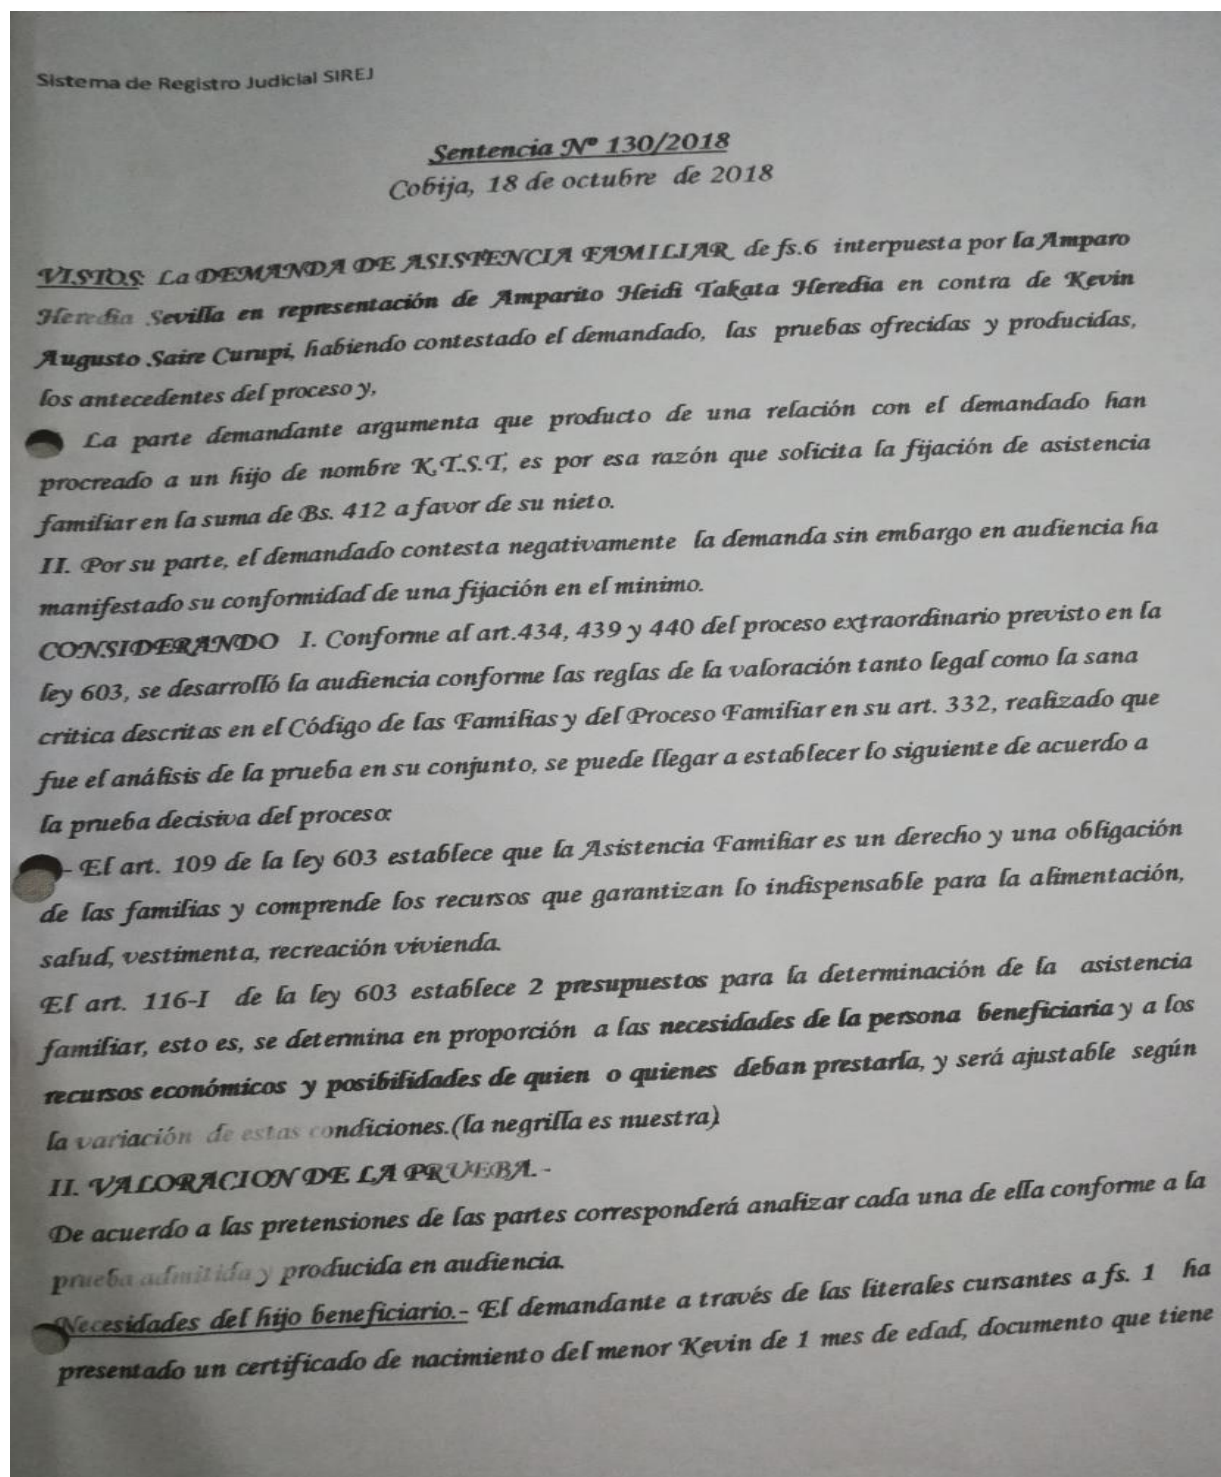 Sistema de Registro Judicial SIREJ
Sentencia Nº 130/2018
Cobija, 18 de octubre de 2018
VISTOS: La DEMANDA DE ASISTENCIA FAMILIAR de fs.6 interpuesta por la Amparo
Heredia Sevilla en representación de Amparito Heidi Takata Heredia en contra de Kevin
Augusto Saire Curupi, habiendo contestado el demandado, las pruebas ofrecidas y producidas,
los antecedentes del proceso y,
La parte demandante argumenta que producto de una relación con el demandado han
procreado a un hijo de nombre K,T.S.T, es por esa razón que solicita la fijación de asistencia
familiar en la suma de Bs. 412 a favor de su nieto.
II. Por su parte, el demandado contesta negativamente la demanda sin embargo en audiencia ha
manifestado su conformidad de una fijación en el minimo.
CONSIDERANDO I. Conforme al art.434, 439 y 440 del proceso extraordinario previsto en la
ley 603, se desarrolló la audiencia conforme las reglas de la valoración tanto legal como la sana
critica descritas en el Código de las Familias y del Proceso Familiar en su art. 332, realizado que
fue el análisis de la prueba en su conjunto, se puede llegar a establecer lo siguiente de acuerdo a
la prueba decisiva del proceso:
- El art. 109 de la ley 603 establece que la Asistencia Familiar es un derecho y una obligación
de las familias y comprende los recursos que garantizan lo indispensable para la alimentación,
salud, vestimenta, recreación vivienda.
El art. 116-I de la ley 603 establece 2 presupuestos para la determinación de la asistencia
familiar, esto es, se determina en proporción a las necesidades de la persona beneficiaria y a los
recursos económicos y posibilidades de quien o quienes deban prestarla, y será ajustable según
la variación de estas condiciones.(la negrilla es nuestra)
II. VALORACION DE LA PRUEBA.-
De acuerdo a las pretensiones de las partes corresponderá analizar cada una de ella conforme a la
prueba admitida y producida en audiencia.
Necesidades del hijo beneficiario.- El demandante a través de las literales cursantes a fs. 1 ha
presentado un certificado de nacimiento del menor Kevin de 1 mes de edad, documento que tiene